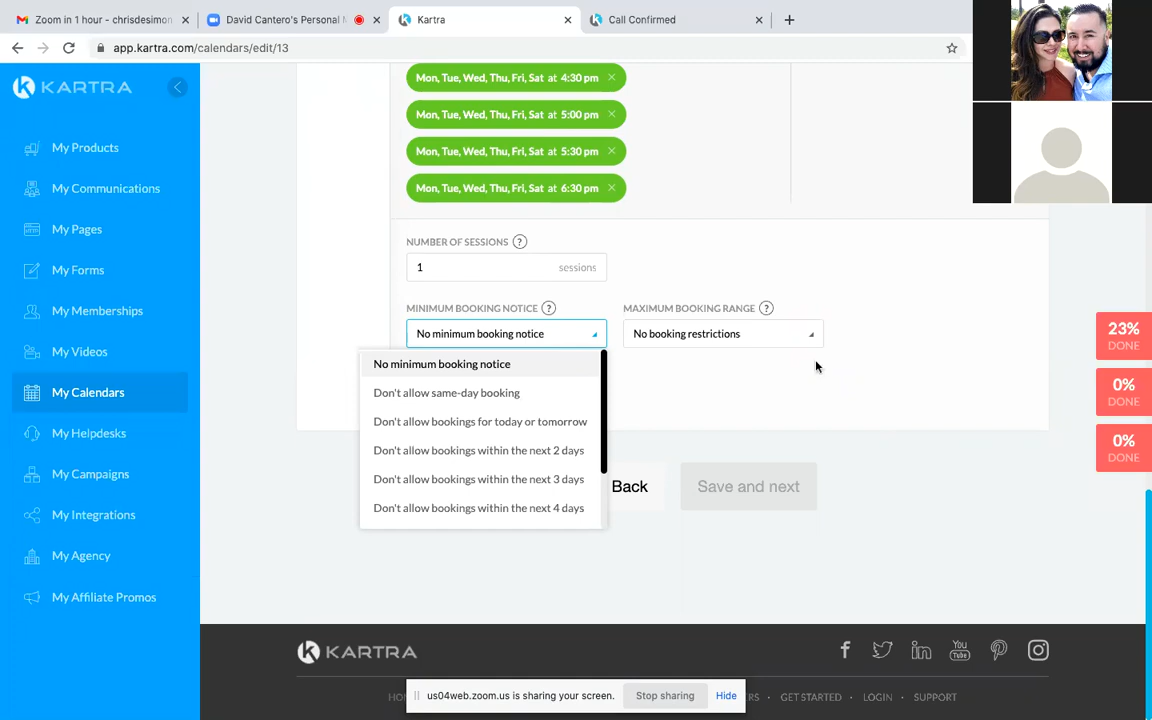 Zoom in 1 hour - chrisdesimon
David Cantero's Personal
Kartra
Call Confirmed
app.kartra.com/calendars/edit/13
KARTRA
My Products
My Communications
My Pages
My Forms
My Memberships
My Videos
My Calendars
My Helpdesks
My Campaigns
My Integrations
My Agency
My Affiliate Promos
Mon, Tue, Wed, Thu, Fri, Sat at 4:30 pm
Mon, Tue, Wed, Thu, Fri, Sat at 5:00 pm
Mon, Tue, Wed, Thu, Fri, Sat at 5:30 pm
Mon, Tue, Wed, Thu, Fri, Sat at 6:30 pm
NUMBER OF SESSIONS ?
1 sessions
MINIMUM BOOKING NOTICE ? MAXIMUM BOOKING RANGE ?
No minimum booking notice No booking restrictions
No minimum booking notice
Don't allow same-day booking
Don't allow bookings for today or tomorrow
Don't allow bookings within the next 2 days
Don't allow bookings within the next 3 days
Don't allow bookings within the next 4 days
Back Save and next
23%
DONE
0%
DONE
0%
DONE
KARTRA
You
Tube
GET STARTED LOGIN SUPPORT
us04web.zoom.us is sharing your screen. Stop sharing Hide